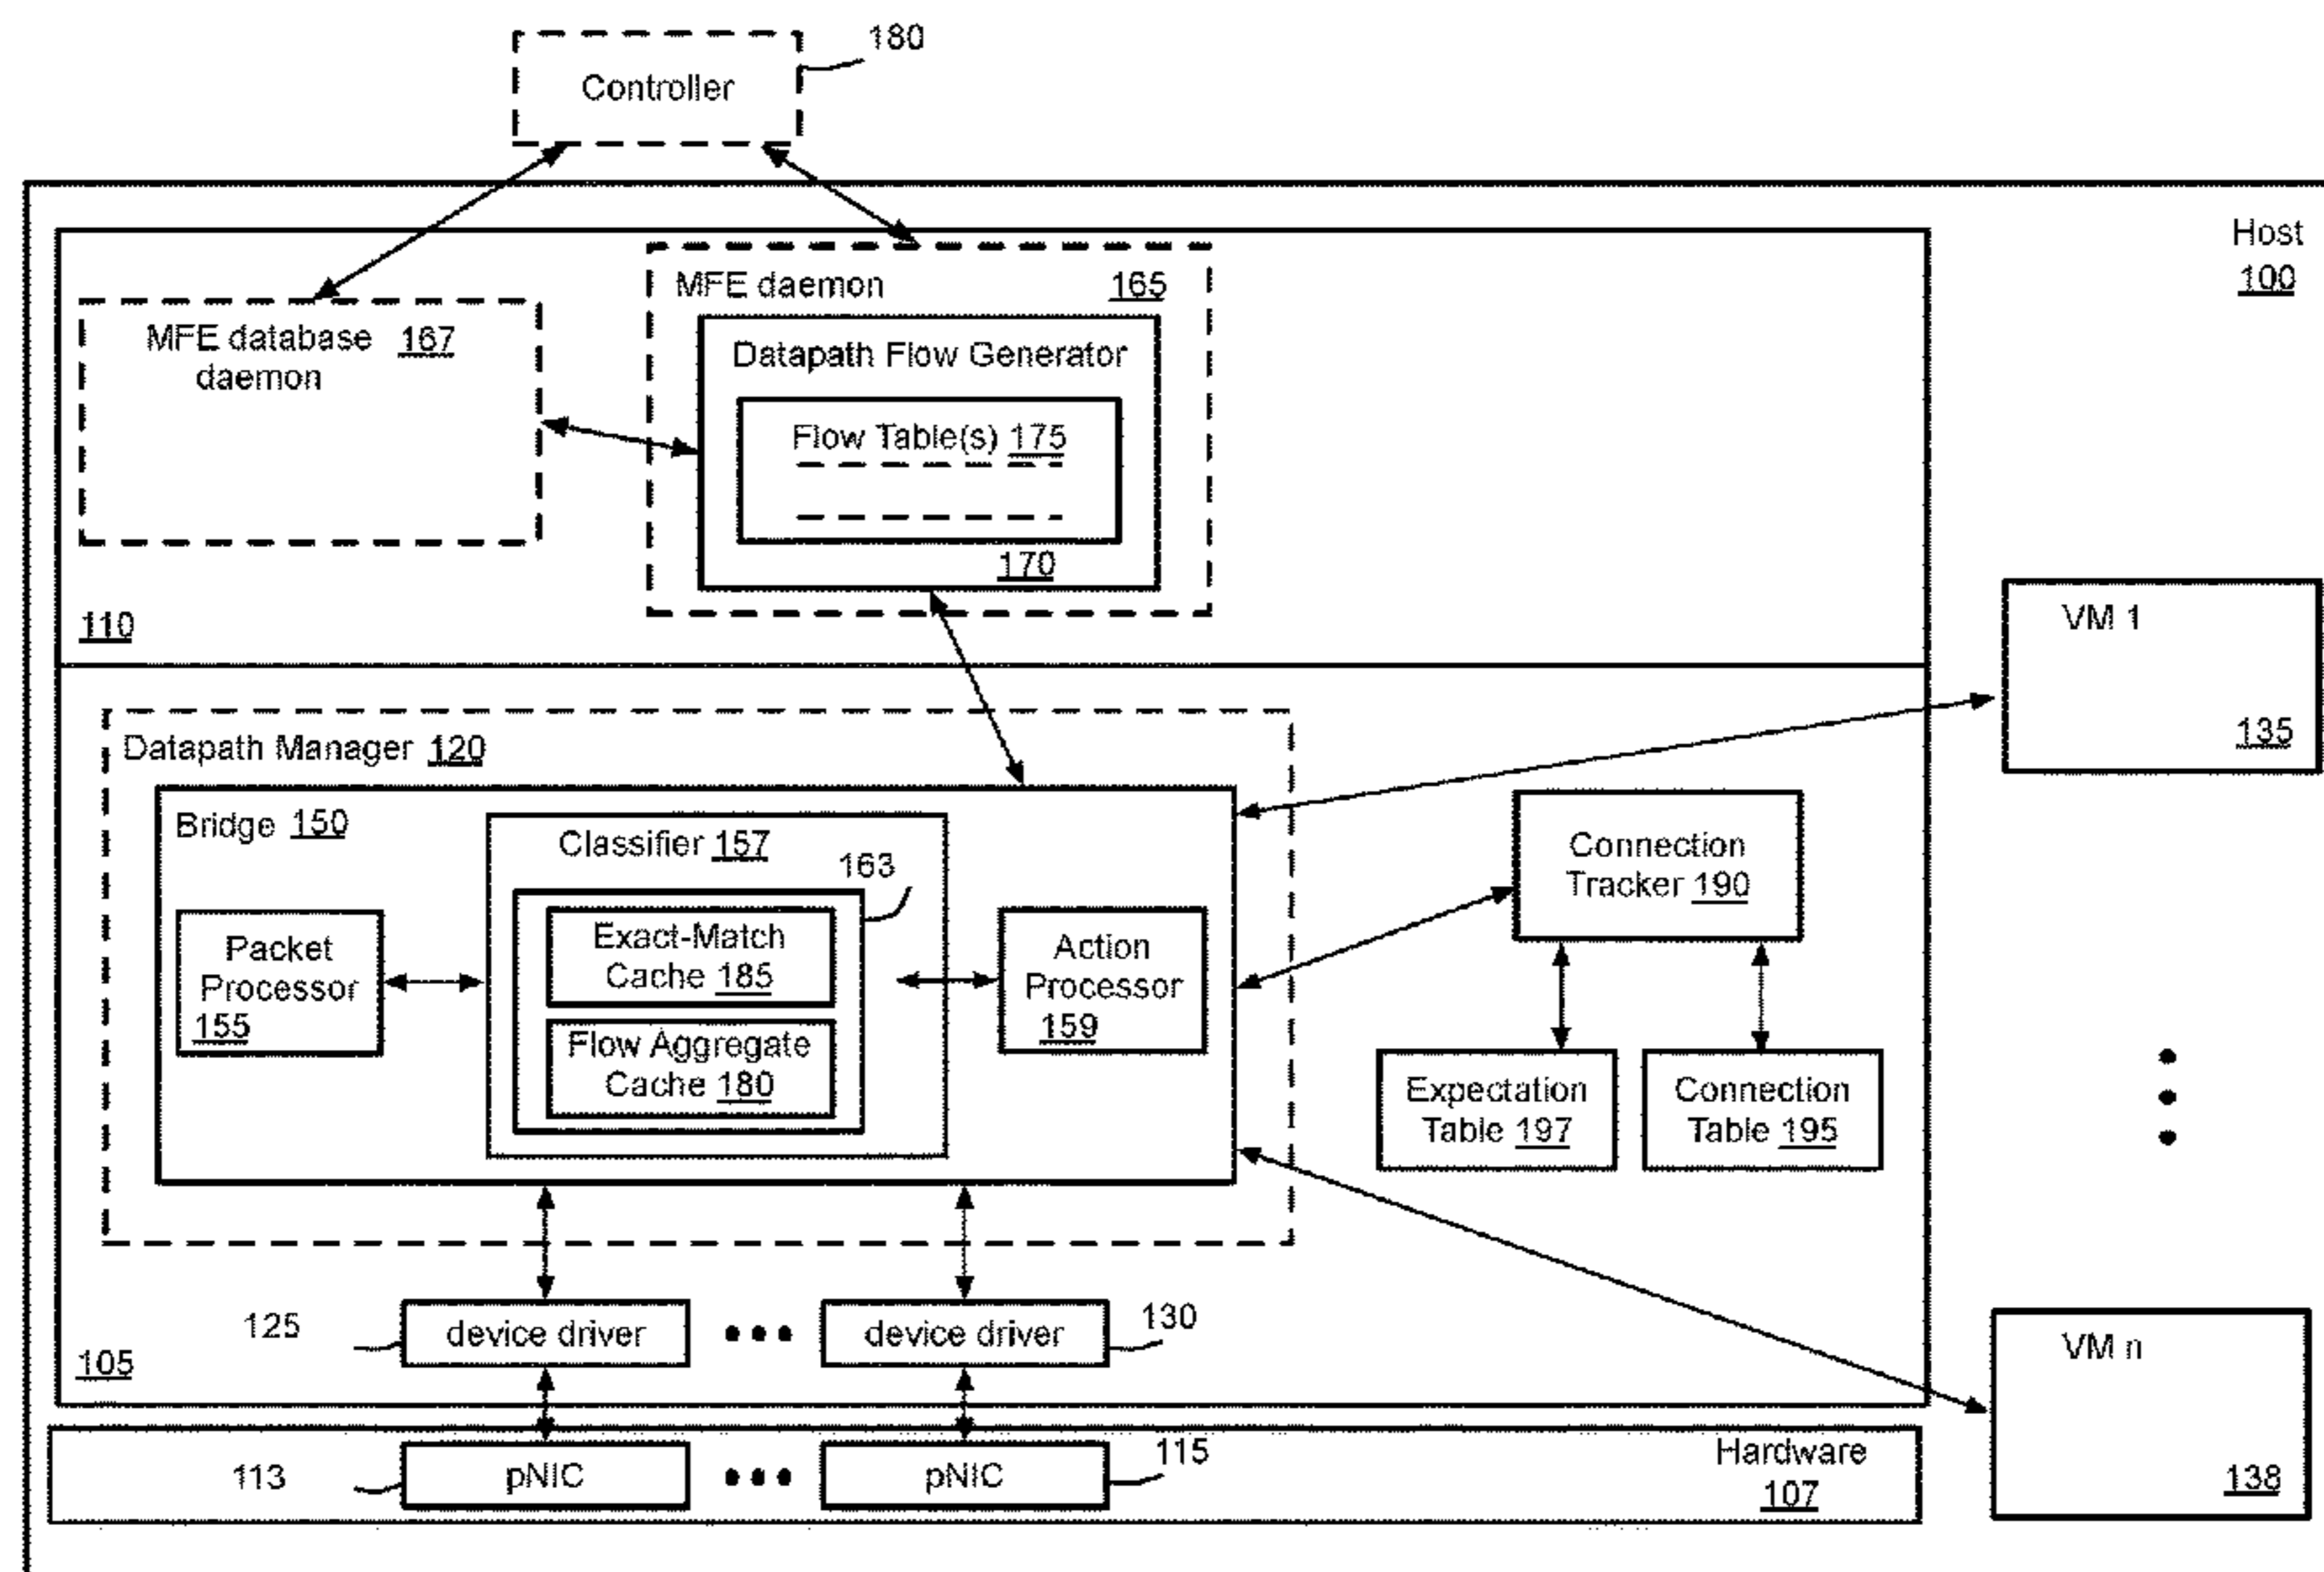 180
Controller
Host
100
MFE daemon 165
MFE database 167
daemon
Datapath Flow Generator
Flow Table(s) 175
170
110
VM 1
135
Datapath Manager 120
Bridge 150
Classifier 157
163
Exact-Match
Cache 185
Flow Aggregate
Cache 180
Packet
Processor
155
Action
Processor
159
Connection
Tracker 190
Expectation
Table 197
Connection
Table 195
125
device driver
device driver
130
105
VM n
138
113
pNIC
pNIC
115
Hardware
107